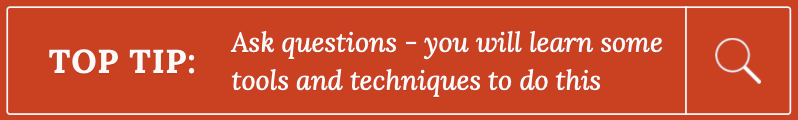 TOP TIP:
Ask questions - you will learn some
tools and techniques to do this